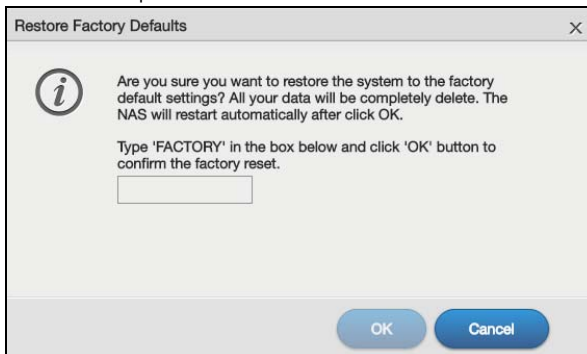 Restore Factory Defaults
Are you sure you want to restore the system to the factory
default settings? All your data will be completely delete. The
NAS will restart automatically after click OK.
Type 'FACTORY' in the box below and click 'OK' button to
confirm the factory reset.
OK Cancel